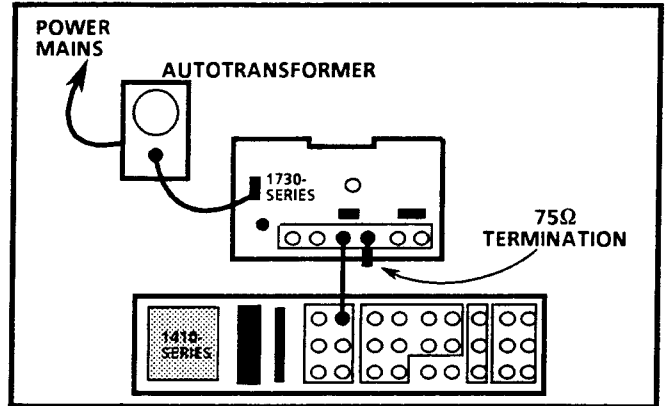 POWER
MAINS
AUTOTRANSFORMER
1730-
SERIES
75Ω
TERMINATION
1410-
SERIES